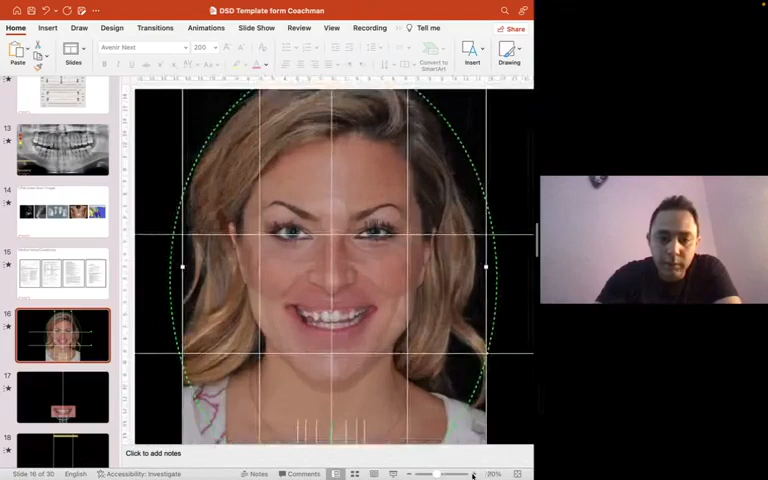 DSD Template form Coachman
Home Insert Draw Design Transitions Animations Slide Show Review View Recording Tell me Share
Avenir Next 200
Paste Slides Convert to SmartArt Insert Drawing
13
14
15
16
17
18
Click to add notes
Slide 16 of 30 English Accessibility: Investigate Notes Comments